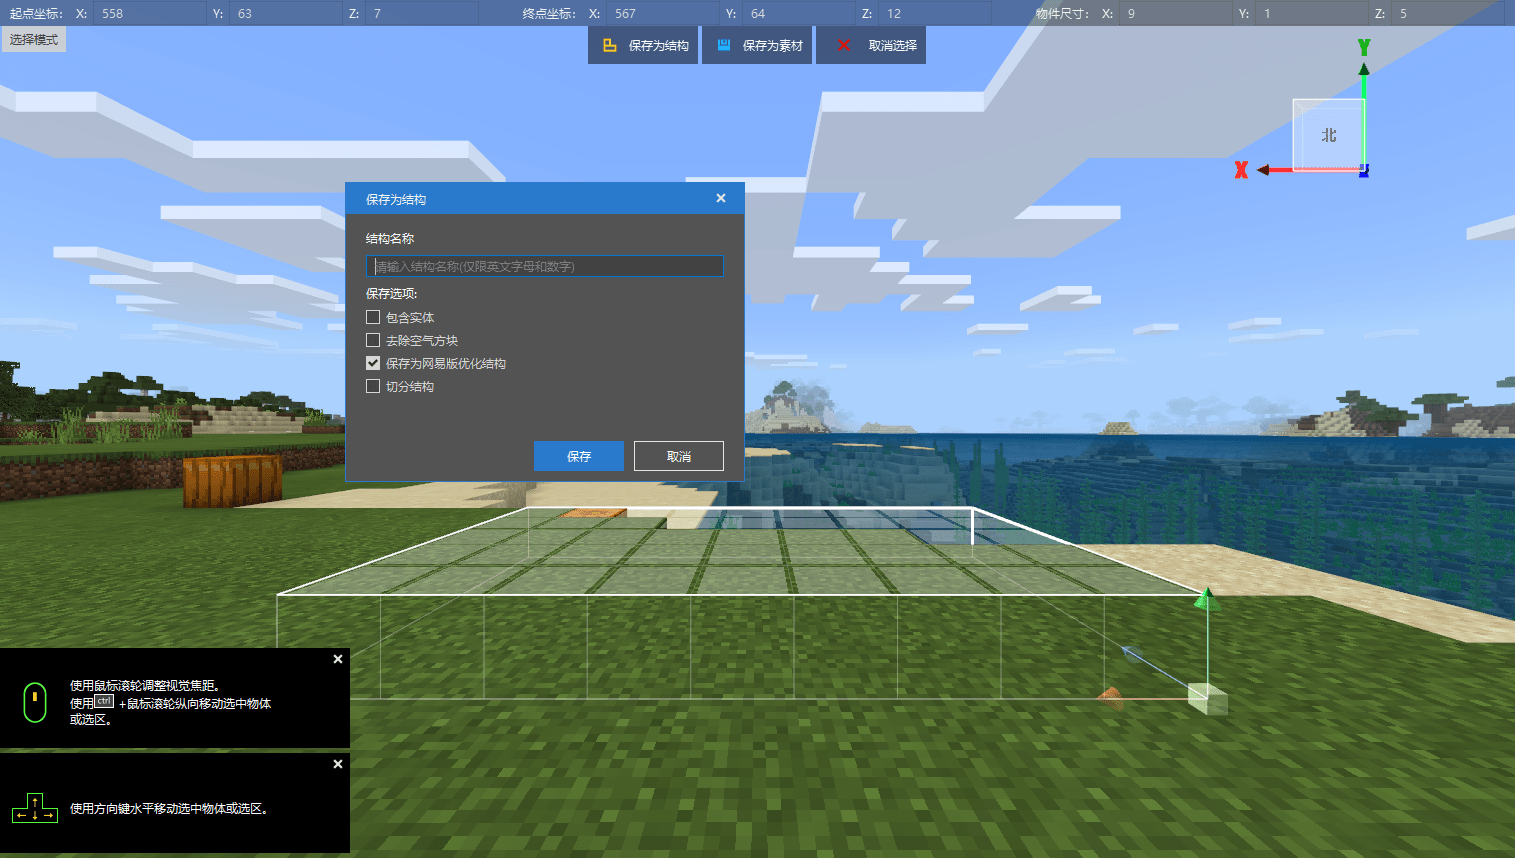 起点坐标: X: 558 Y: 63 Z: 7 终点坐标: X: 567 Y: 64 Z: 12 物件尺寸: X: 9 Y: 1 Z: 5
选择模式
保存为结构 保存为素材 取消选择
Y
北
X
Z
保存为结构
结构名称
请输入结构名称(仅限英文字母和数字)
保存选项:
包含实体
去除空气方块
保存为网易版优化结构
切分结构
保存 取消
使用鼠标滚轮调整视觉焦距。
使用ctrl+鼠标滚轮纵向移动选中物体
或选区。
使用方向键水平移动选中物体或选区。